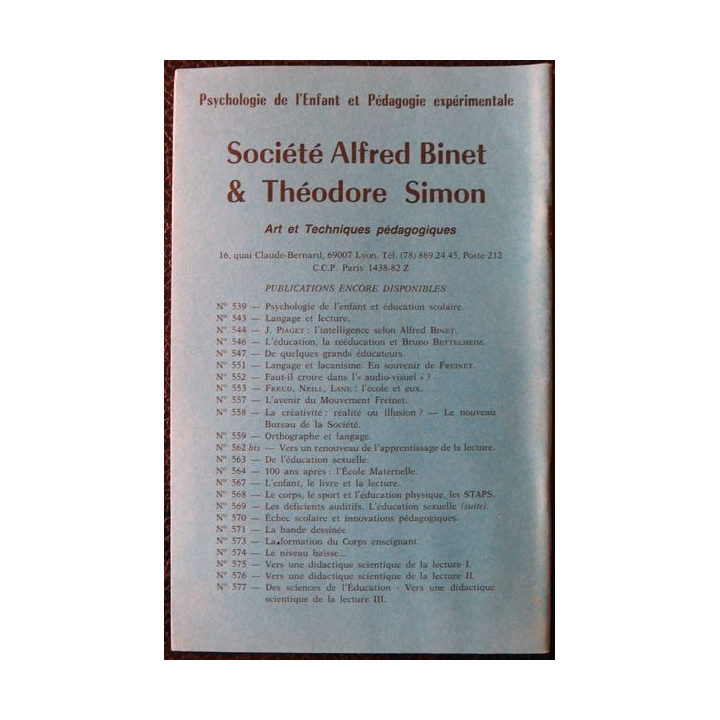 Psychologie de l'Enfant et Pédagogie expérimentale
Société Alfred Binet
& Théodore Simon
Art et Techniques pédagogiques
16, quai Claude-Bernard, 69007 Lyon. Tél. (78) 869.24.45, Poste 212
C.C.P. Paris 1438-82 Z
PUBLICATIONS ENCORE DISPONIBLES
N° 539 — Psychologie de l'enfant et éducation scolaire.
N° 543 — Langage et lecture.
N° 544 — J. PIAGET : l'intelligence selon Alfred BINET.
N° 546 — L'éducation, la rééducation et Bruno BETTELHEIM.
N° 547 — De quelques grands éducateurs.
N° 551 — Langage et lacanisme. En souvenir de FREINET.
N° 552 — Faut-il croire dans l'« audio-visuel » ?
N° 553 — FREUD, NEILL, LANE : l'école et eux.
N° 557 — L'avenir du Mouvement Freinet.
N° 558 — La créativité : réalité ou illusion ? — Le nouveau
Bureau de la Société.
N° 559 — Orthographe et langage.
N° 562 bis — Vers un renouveau de l'apprentissage de la lecture.
N° 563 — De l'éducation sexuelle.
N° 564 — 100 ans après : l'École Maternelle.
N° 567 — L'enfant, le livre et la lecture.
N° 568 — Le corps, le sport et l'éducation physique, les STAPS.
N° 569 — Les déficients auditifs. L'éducation sexuelle (suite).
N° 570 — Échec scolaire et innovations pédagogiques.
N° 571 — La bande dessinée.
N° 573 — La formation du Corps enseignant.
N° 574 — Le niveau baisse...
N° 575 — Vers une didactique scientifique de la lecture I.
N° 576 — Vers une didactique scientifique de la lecture II.
N° 577 — Des sciences de l'Éducation - Vers une didactique
scientifique de la lecture III.